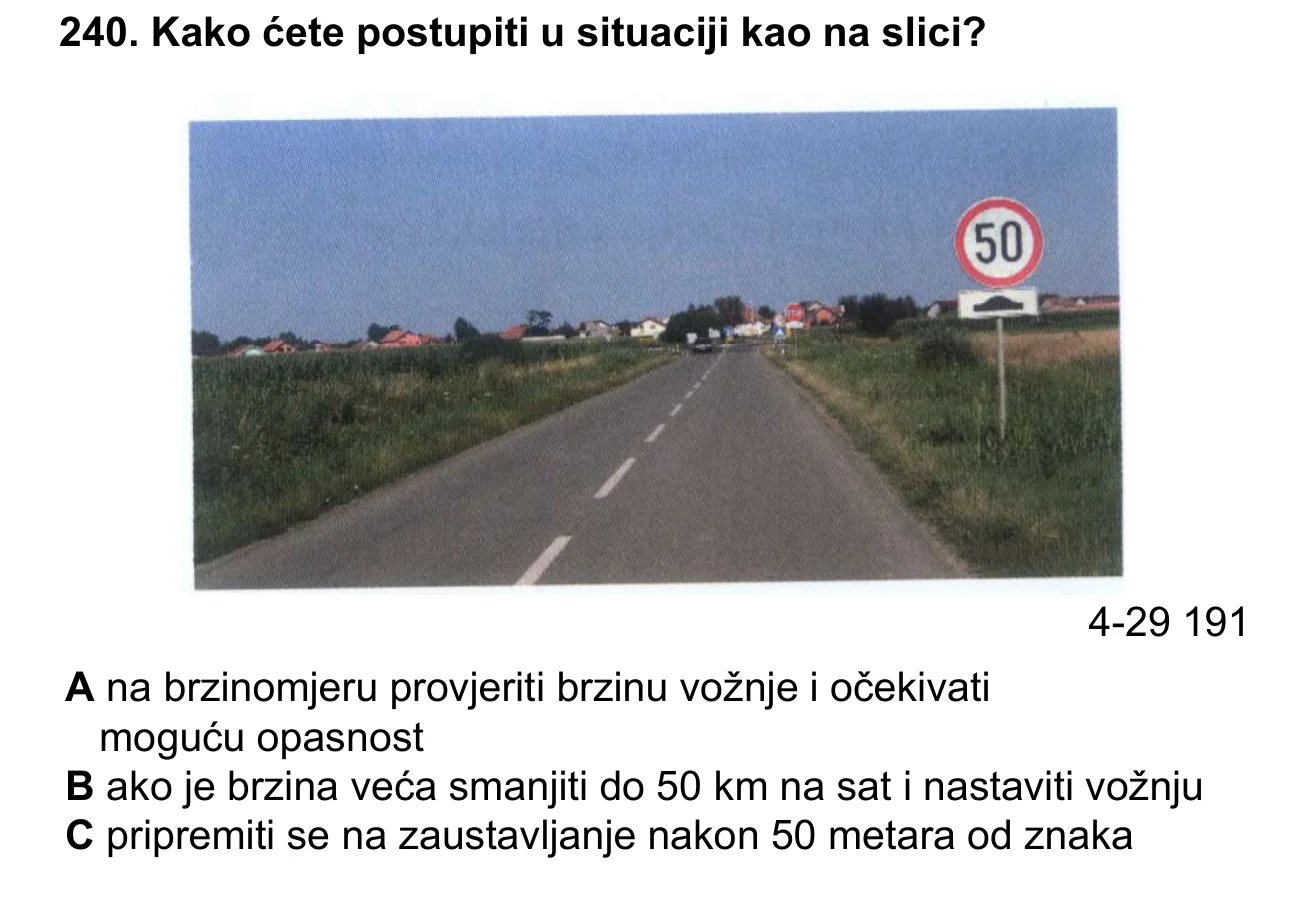 240. Kako ćete postupiti u situaciji kao na slici?
50
4-29 191
A na brzinomjeru provjeriti brzinu vožnje i očekivati
moguću opasnost
B ako je brzina veća smanjiti do 50 km na sat i nastaviti vožnju
C pripremiti se na zaustavljanje nakon 50 metara od znaka